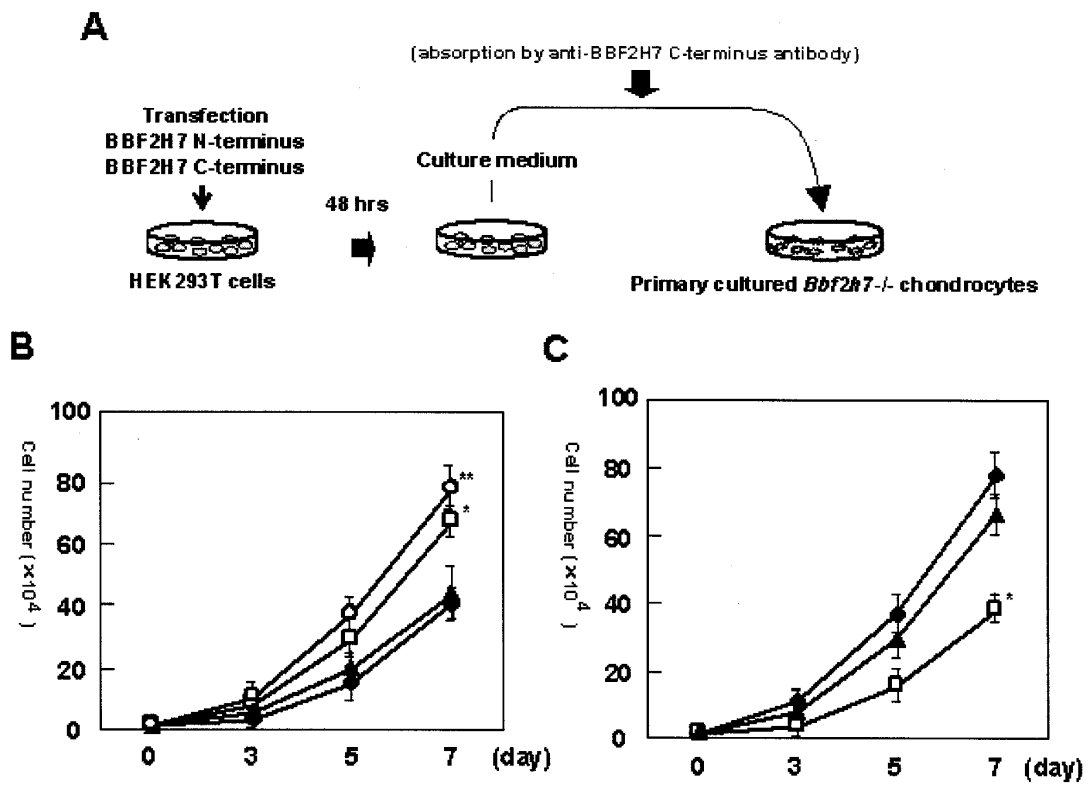 A
(absorption by anti-BBF2H7 C-terminus antibody)
Transfection
BBF2H7 N-terminus
BBF2H7 C-terminus
Culture medium
48 hrs
HEK293T cells
Primary cultured Bbf2h7-/- chondrocytes
B
Cell number (×10⁴)
100
80
60
40
20
0
**
*
0 3 5 7 (day)
C
Cell number (×10⁴)
100
80
60
40
20
0
*
0 3 5 7 (day)